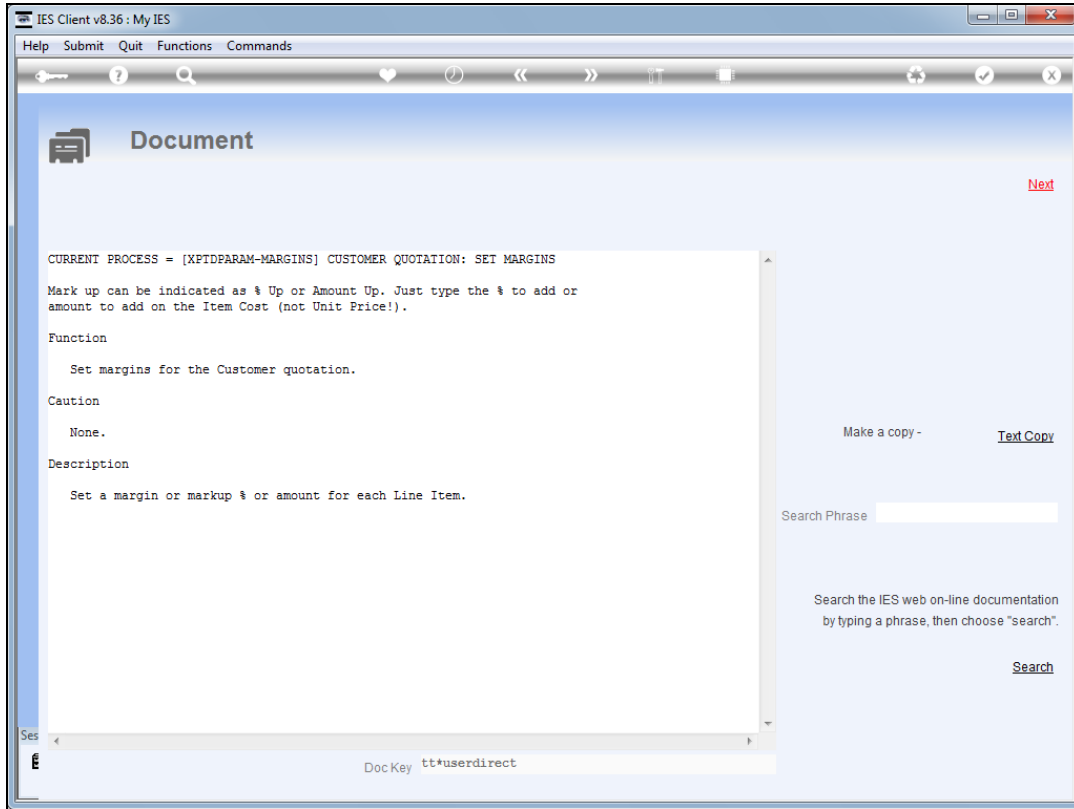 IES Client v8.36 : My IES
Help Submit Quit Functions Commands
Document
Next
CURRENT PROCESS = [XPTDPARAM-MARGINS] CUSTOMER QUOTATION: SET MARGINS
Mark up can be indicated as % Up or Amount Up. Just type the % to add or
amount to add on the Item Cost (not Unit Price!).
Function
Set margins for the Customer quotation.
Caution
None.
Make a copy -
Text Copy
Description
Set a margin or markup % or amount for each Line Item.
Search Phrase
Search the IES web on-line documentation
by typing a phrase, then choose "search".
Search
Ses
Doc Key tt*userdirect